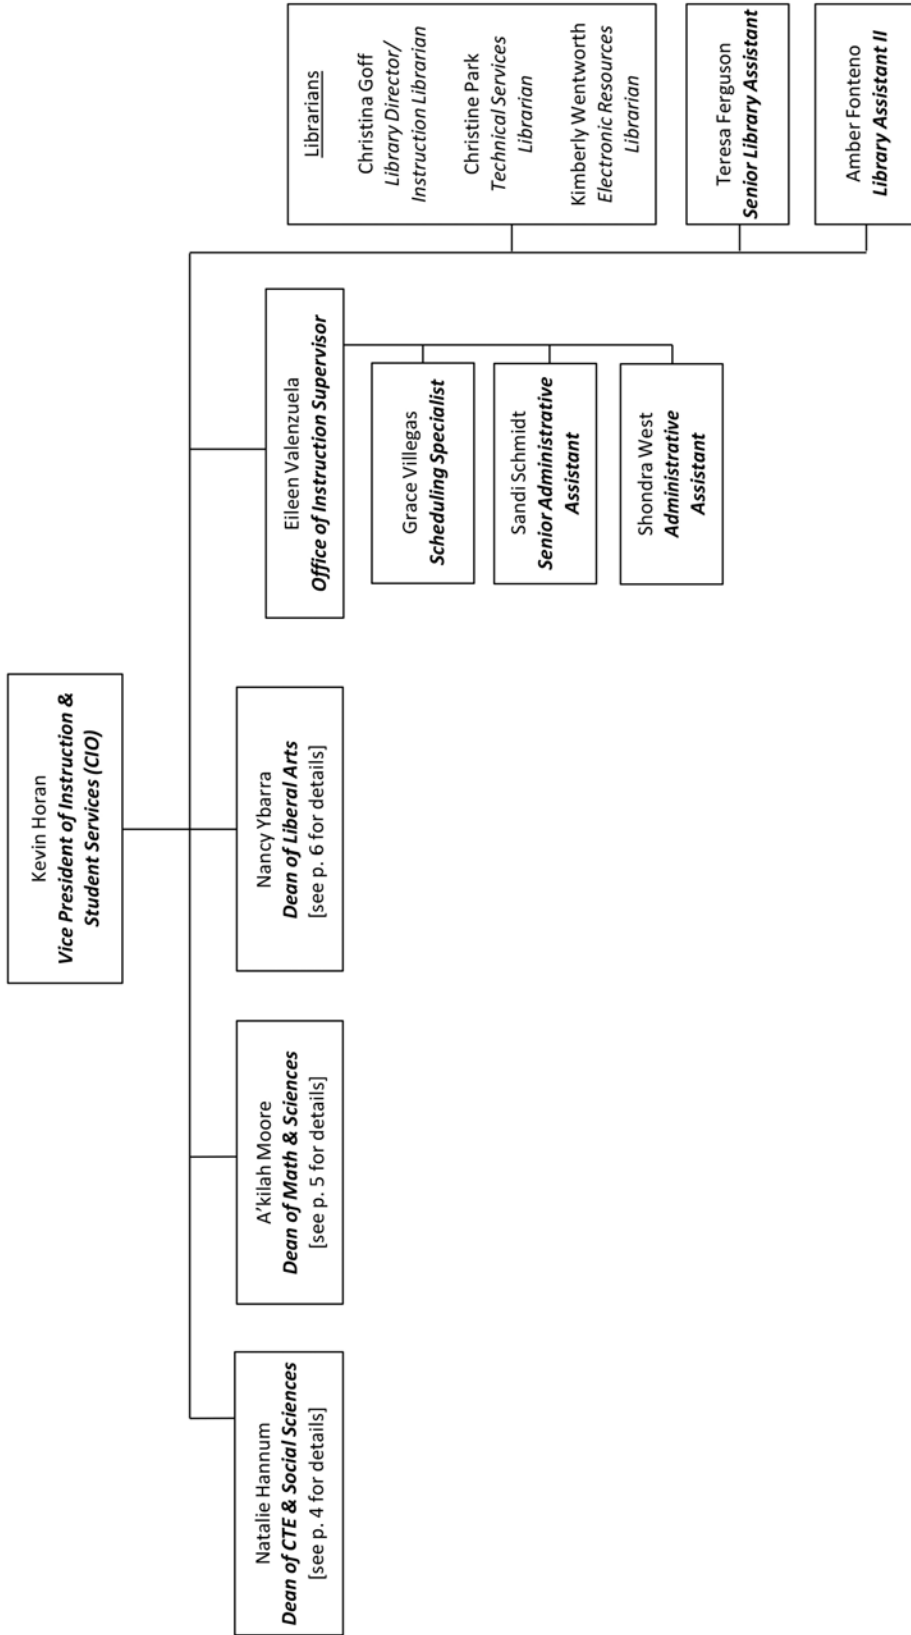 Kevin Horan
Vice President of Instruction &
Student Services (CIO)
Natalie Hannum
Dean of CTE & Social Sciences
[see p. 4 for details]
A’kilah Moore
Dean of Math & Sciences
[see p. 5 for details]
Nancy Ybarra
Dean of Liberal Arts
[see p. 6 for details]
Eileen Valenzuela
Office of Instruction Supervisor
Grace Villegas
Scheduling Specialist
Sandi Schmidt
Senior Administrative
Assistant
Shondra West
Administrative
Assistant
Librarians
Christina Goff
Library Director/
Instruction Librarian
Christine Park
Technical Services
Librarian
Kimberly Wentworth
Electronic Resources
Librarian
Teresa Ferguson
Senior Library Assistant
Amber Fonteno
Library Assistant II